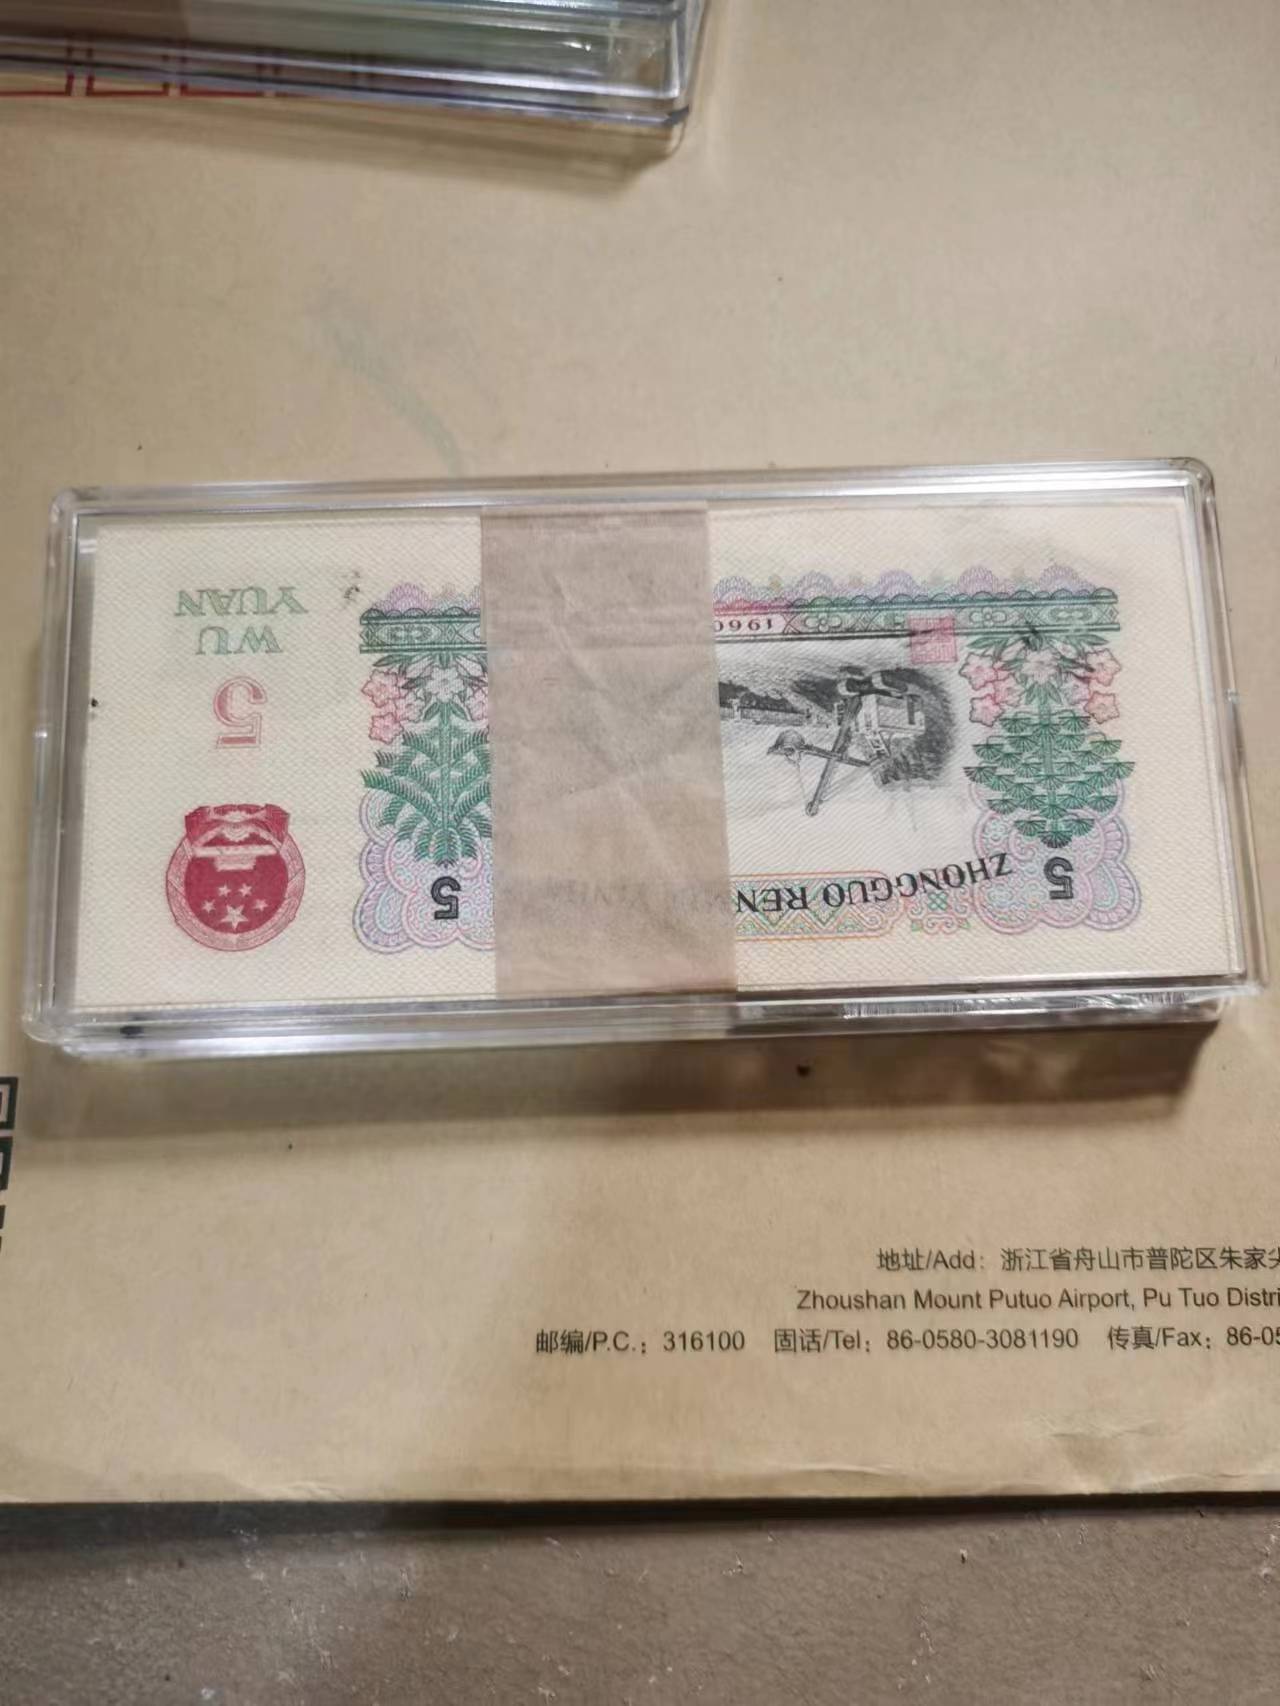 ZHONGGUO REN
5
5
5
WU
YUAN
1960
地址/Add：浙江省舟山市普陀区朱家尖
Zhoushan Mount Putuo Airport, Pu Tuo Distri
邮编/P.C.：316100 固话/Tel：86-0580-3081190 传真/Fax：86-05